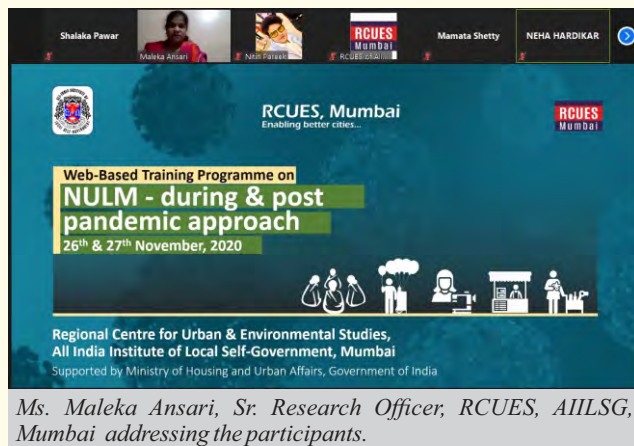 Shalaka Pawar
Maleka Ansari
Nitin Pareek
RCUES
Mumbai
Mamata Shetty
NEHA HARDIKAR
RCUES, Mumbai
Enabling better cities...
RCUES
Mumbai
Web-Based Training Programme on
NULM - during & post
pandemic approach
26th & 27th November, 2020
Regional Centre for Urban & Environmental Studies,
All India Institute of Local Self-Government, Mumbai
Supported by Ministry of Housing and Urban Affairs, Government of India
Ms. Maleka Ansari, Sr. Research Officer, RCUES, AIILSG,
Mumbai addressing the participants.